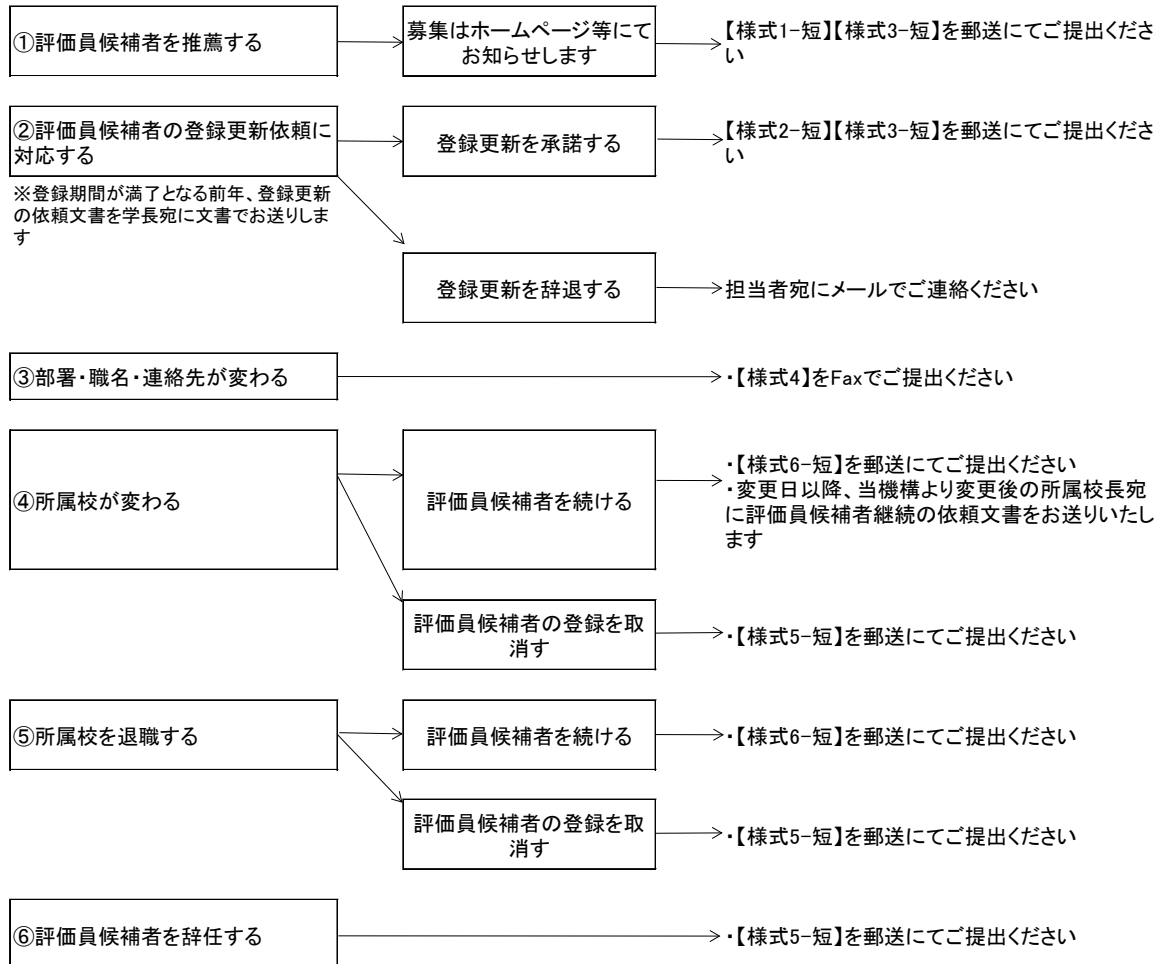 ①評価員候補者を推薦する
募集はホームページ等にて
お知らせします
【様式1-短】【様式3-短】を郵送にてご提出くださ
い
②評価員候補者の登録更新依頼に
対応する
※登録期間が満了となる前年、登録更新
の依頼文書を学長宛に文書でお送りしま
す
登録更新を承諾する
【様式2-短】【様式3-短】を郵送にてご提出くださ
い
登録更新を辞退する
担当者宛にメールでご連絡ください
③部署・職名・連絡先が変わる
・【様式4】をFaxでご提出ください
④所属校が変わる
評価員候補者を続ける
・【様式6-短】を郵送にてご提出ください
・変更日以降、当機構より変更後の所属校長宛
に評価員候補者継続の依頼文書をお送りいたし
ます
評価員候補者の登録を取
消す
・【様式5-短】を郵送にてご提出ください
⑤所属校を退職する
評価員候補者を続ける
・【様式6-短】を郵送にてご提出ください
評価員候補者の登録を取
消す
・【様式5-短】を郵送にてご提出ください
⑥評価員候補者を辞任する
・【様式5-短】を郵送にてご提出ください